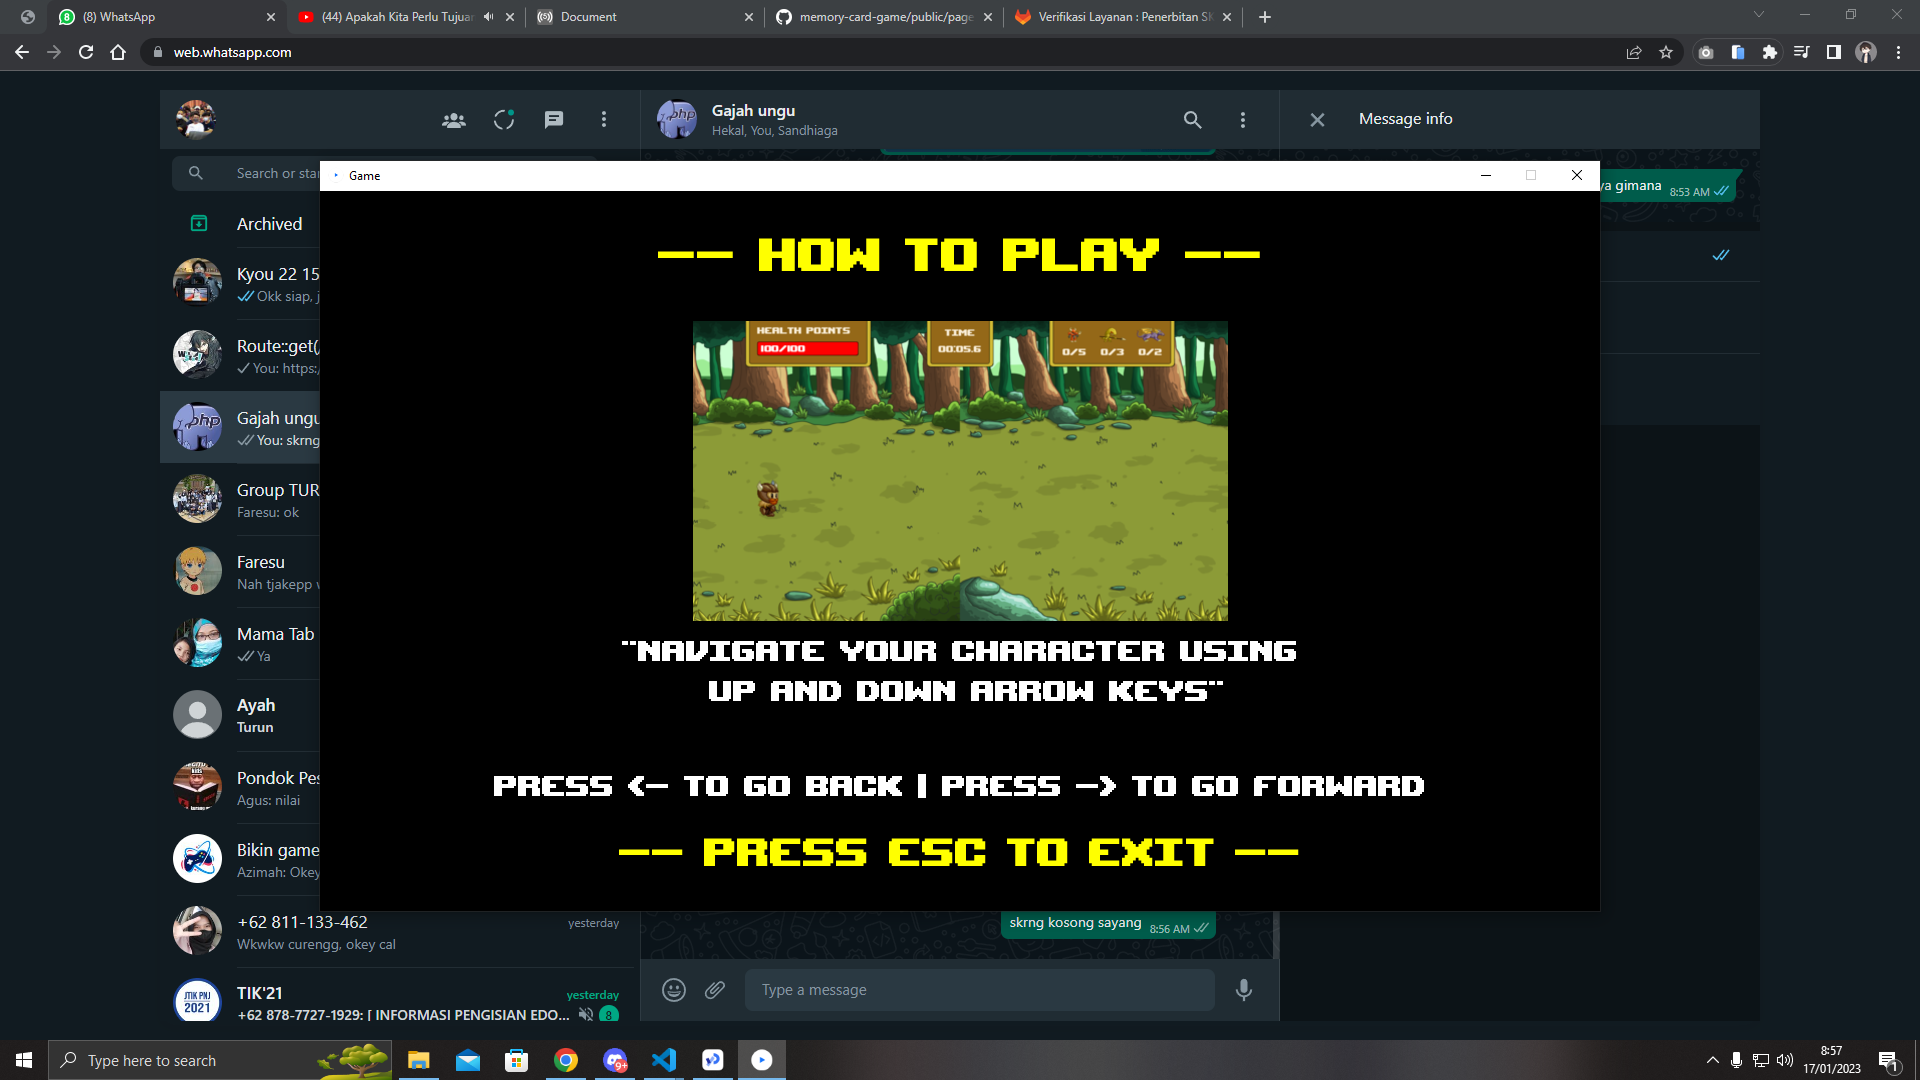 (8) WhatsApp
(44) Apakah Kita Perlu Tujuan
Document
memory-card-game/public/page
Verifikasi Layanan : Penerbitan SK
web.whatsapp.com
Gajah ungu
Hekal, You, Sandhiaga
Message info
Search or star
ya gimana
8:53 AM
Archived
Kyou 22 15
Okk siap, j
Route::get(/
You: https:/
Gajah ungu
You: skrng
Group TUR
Faresu: ok
Faresu
Nah tjakepp w
Mama Tab
Ya
Ayah
Turun
Pondok Pes
Agus: nilai
Bikin game
Azimah: Okey
+62 811-133-462
yesterday
Wkwkw curengg, okey cal
TIK'21
yesterday
+62 878-7727-1929: [ INFORMASI PENGISIAN EDO...
8
JTIK PNJ
2021
Game
-- HOW TO PLAY --
HEALTH POINTS
100/100
TIME
00:05.6
0/5 0/3 0/2
"NAVIGATE YOUR CHARACTER USING
UP AND DOWN ARROW KEYS"
PRESS <- TO GO BACK | PRESS -> TO GO FORWARD
-- PRESS ESC TO EXIT --
skrng kosong sayang
8:56 AM
Type a message
Type here to search
9+
8:57
17/01/2023
1